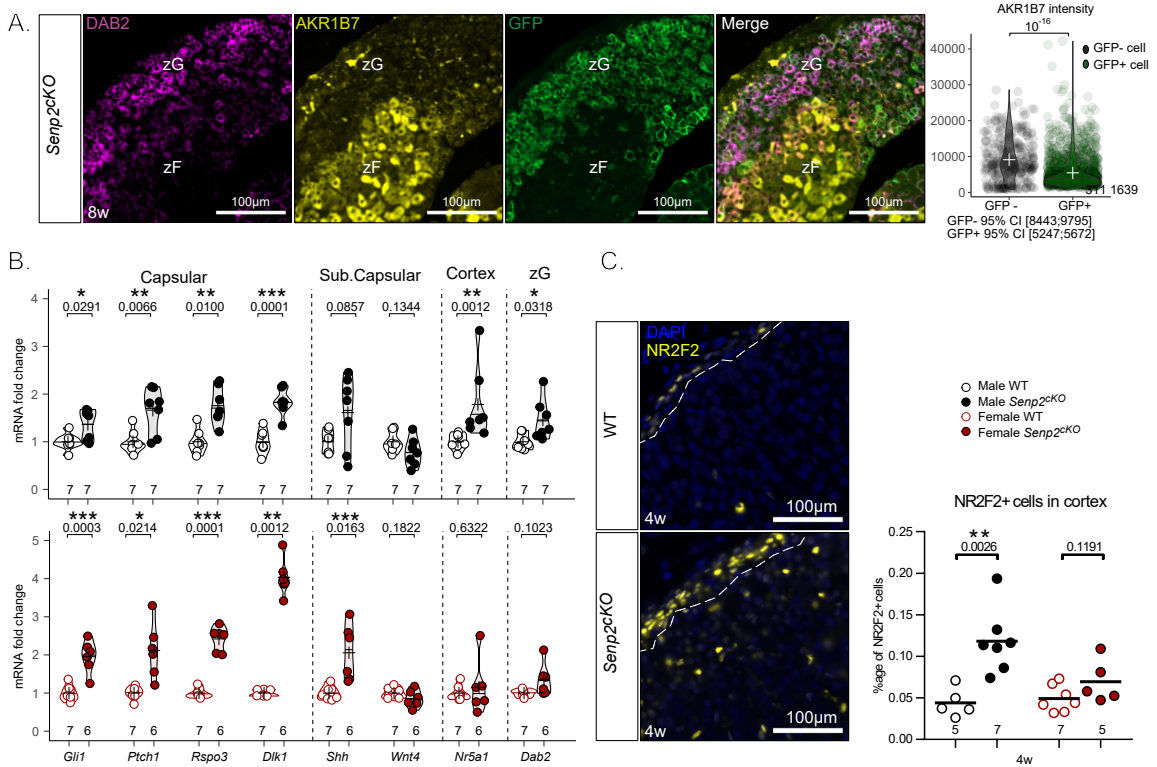 A.
Senp2cKO
DAB2
zG
zF
8w
100µm
AKR1B7
zG
100µm
GFP
100µm
Merge
zG
zF
100µm
AKR1B7 intensity
10-16
GFP- cell
GFP+ cell
40000
30000
20000
10000
0
311 1639
GFP -
GFP+
GFP- 95% CI [8443;9795]
GFP+ 95% CI [5247;5672]
B.
Capsular
Sub.Capsular
Cortex
zG
* ** ** *** ** *
0.0291 0.0066 0.0100 0.0001 0.0857 0.1344 0.0012 0.0318
mRNA fold change
4
3
2
1
0
7 7 7 7 7 7 7 7 7 7 7 7 7 7 7 7
*** * *** ** ***
0.0003 0.0214 0.0001 0.0012 0.0163 0.1822 0.6322 0.1023
mRNA fold change
5
4
3
2
1
0
7 6 7 6 7 6 7 6 7 6 7 6 7 6 7 6
Gli1 Ptch1 Rspo3 Dlk1 Shh Wnt4 Nr5a1 Dab2
C.
WT
DAPI
NR2F2
4w
100µm
Senp2cKO
4w
100µm
Male WT
Male Senp2cKO
Female WT
Female Senp2cKO
NR2F2+ cells in cortex
%age of NR2F2+cells
0.25
0.20
0.15
0.10
0.05
0.00
**
0.0026
0.1191
5 7 7 5
4w